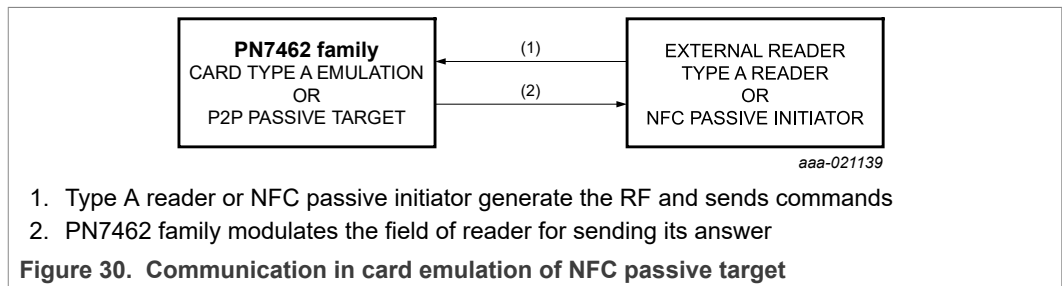 PN7462 family
CARD TYPE A EMULATION
OR
P2P PASSIVE TARGET
(1)
(2)
EXTERNAL READER
TYPE A READER
OR
NFC PASSIVE INITIATOR
aaa-021139
1. Type A reader or NFC passive initiator generate the RF and sends commands
2. PN7462 family modulates the field of reader for sending its answer
Figure 30. Communication in card emulation of NFC passive target